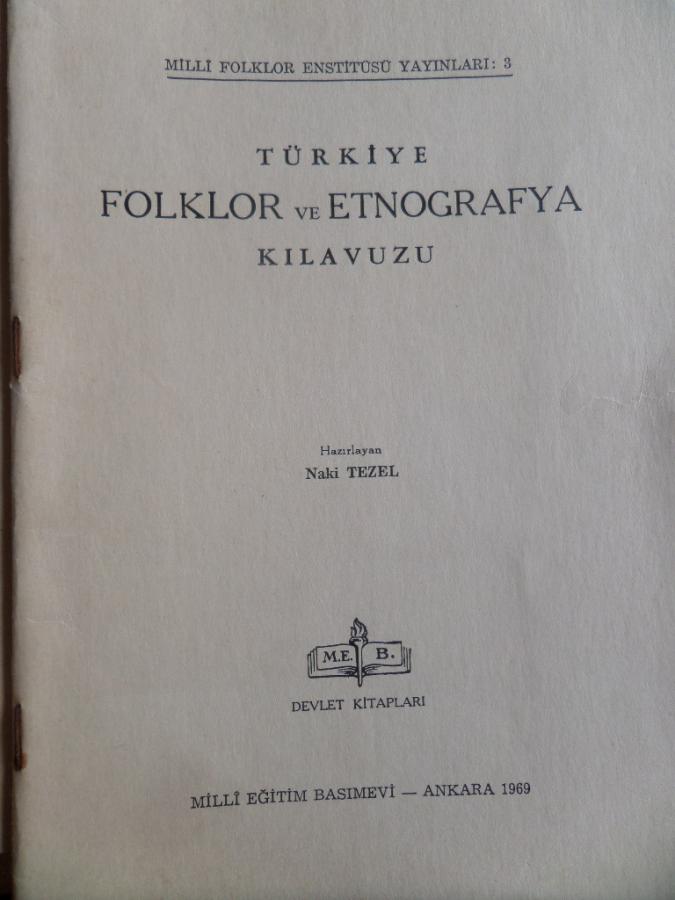 MİLLİ FOLKLOR ENSTİTÜSÜ YAYINLARI: 3
TÜRKİYE
FOLKLOR VE ETNOGRAFYA
KILAVUZU
Hazırlayan
Naki TEZEL
M.E. B.
DEVLET KİTAPLARI
MİLLÎ EĞİTİM BASIMEVİ — ANKARA 1969